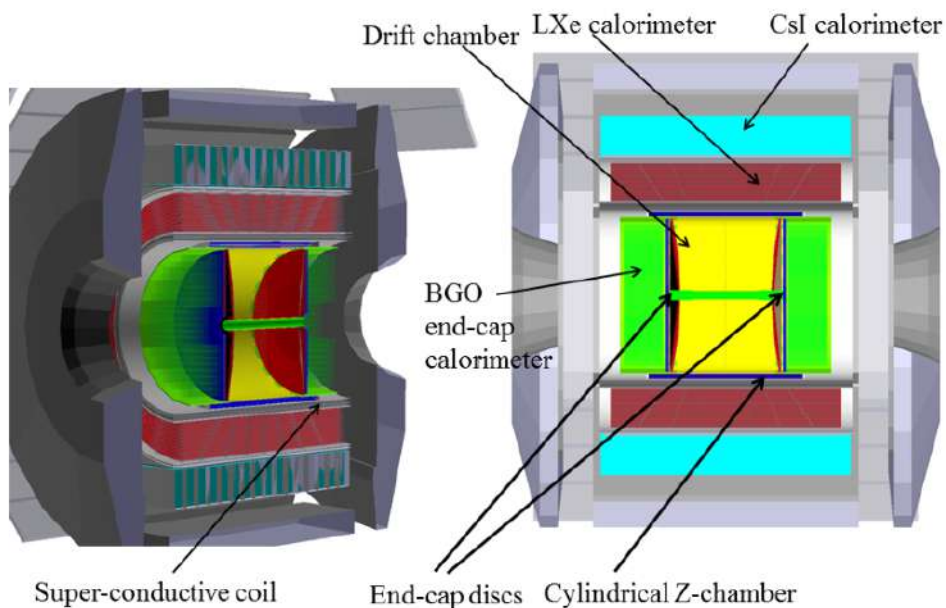 Drift chamber
LXe calorimeter
CsI calorimeter
BGO
end-cap
calorimeter
Super-conductive coil
End-cap discs
Cylindrical Z-chamber